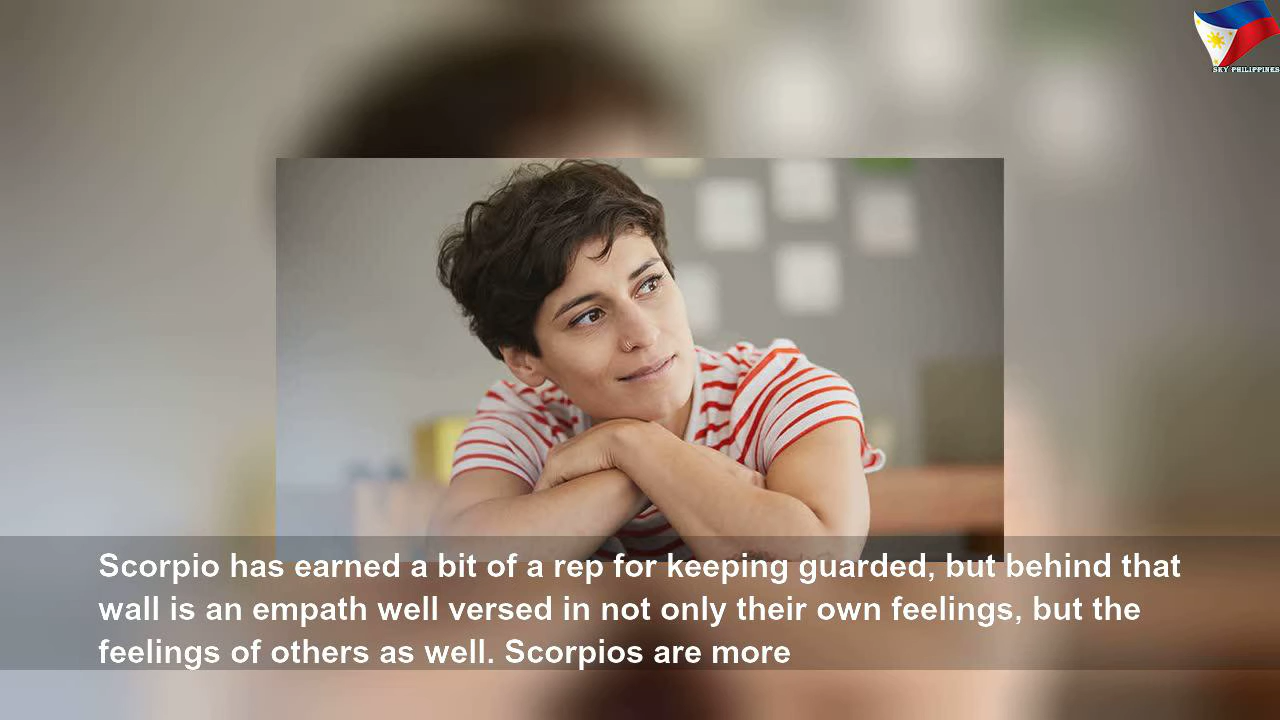 SKY PHILIPPINES
Scorpio has earned a bit of a rep for keeping guarded, but behind that
wall is an empath well versed in not only their own feelings, but the
feelings of others as well. Scorpios are more